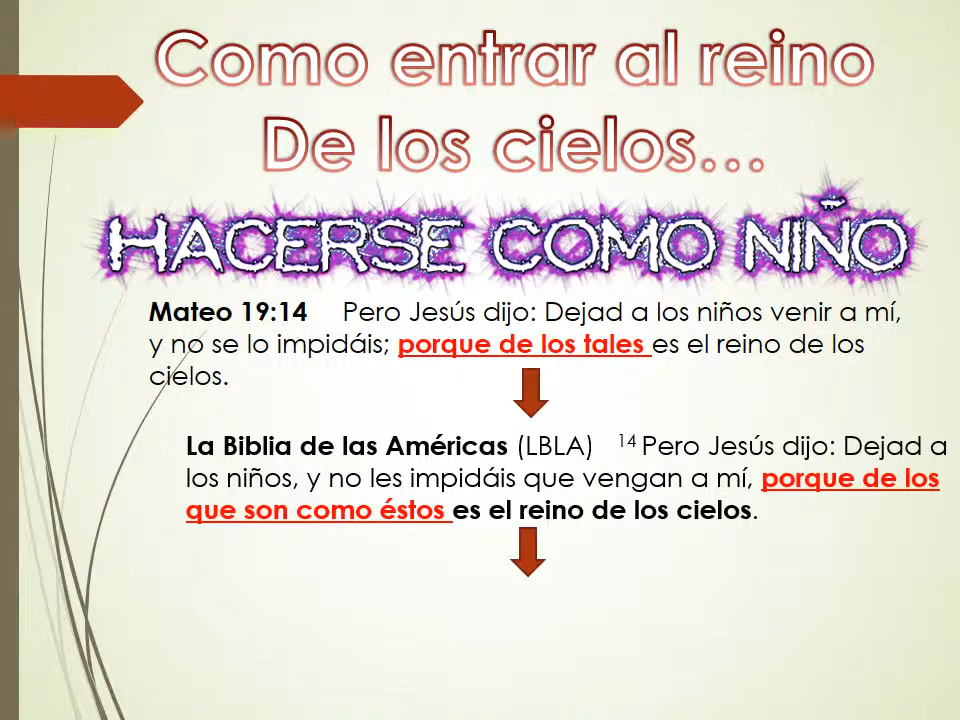 Como entrar al reino
De los cielos...
HACERSE COMO NIÑO
Mateo 19:14 Pero Jesús dijo: Dejad a los niños venir a mí,
y no se lo impidáis; porque de los tales es el reino de los
cielos.
La Biblia de las Américas (LBLA) 14 Pero Jesús dijo: Dejad a
los niños, y no les impidáis que vengan a mí, porque de los
que son como éstos es el reino de los cielos.